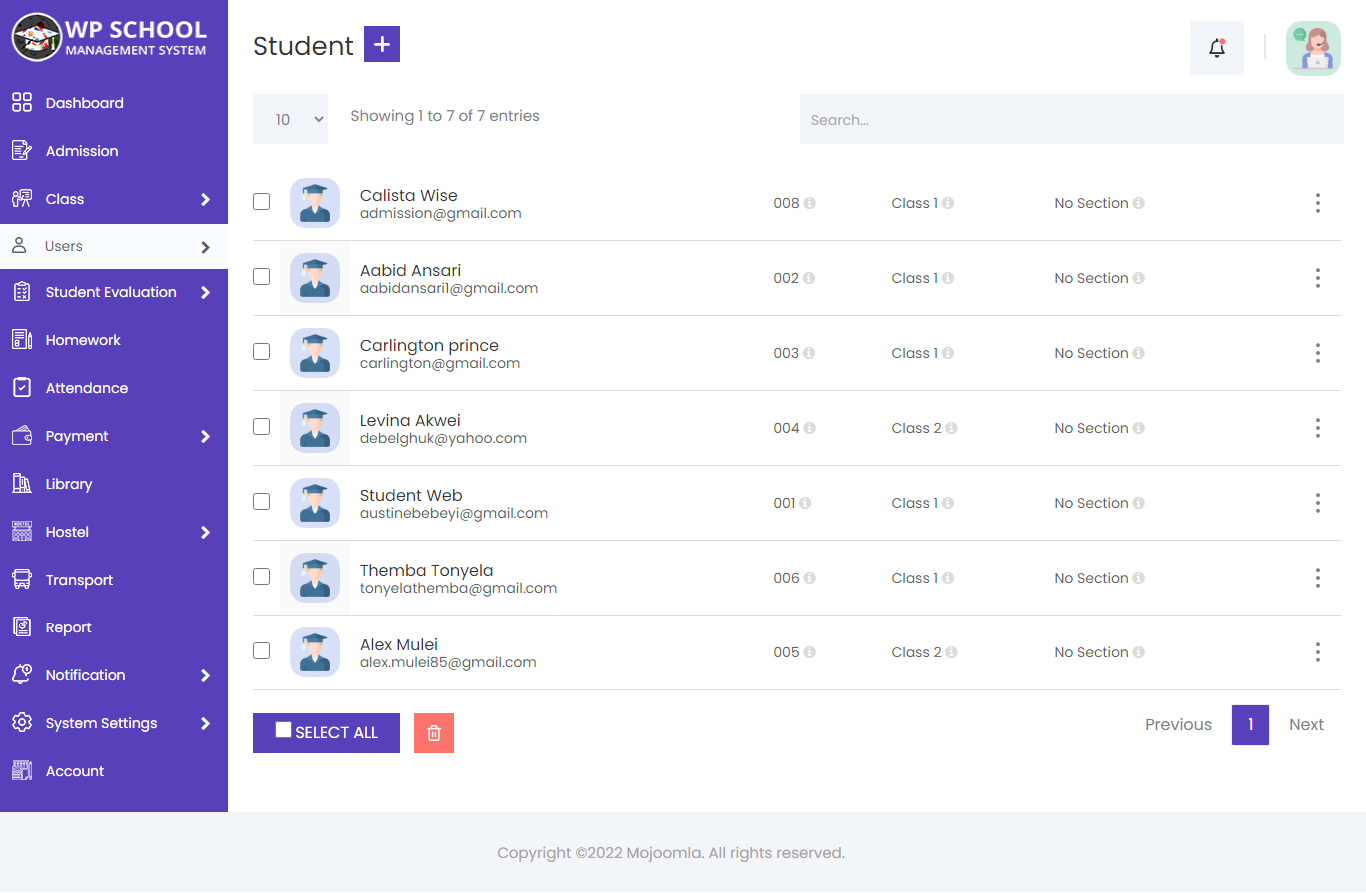 WP SCHOOL
MANAGEMENT SYSTEM
Dashboard
Admission
Class
Users
Student Evaluation
Homework
Attendance
Payment
Library
Hostel
Transport
Report
Notification
System Settings
Account
Student +
10
Showing 1 to 7 of 7 entries
Search...
Calista Wise
admission@gmail.com
008
Class 1
No Section
Aabid Ansari
aabidansari1@gmail.com
002
Class 1
No Section
Carlington prince
carlington@gmail.com
003
Class 1
No Section
Levina Akwei
debelghuk@yahoo.com
004
Class 2
No Section
Student Web
austinebebeyi@gmail.com
001
Class 1
No Section
Themba Tonyela
tonyelathemba@gmail.com
006
Class 1
No Section
Alex Mulei
alex.mulei85@gmail.com
005
Class 2
No Section
SELECT ALL
Previous
1
Next
Copyright ©2022 Mojoomla. All rights reserved.